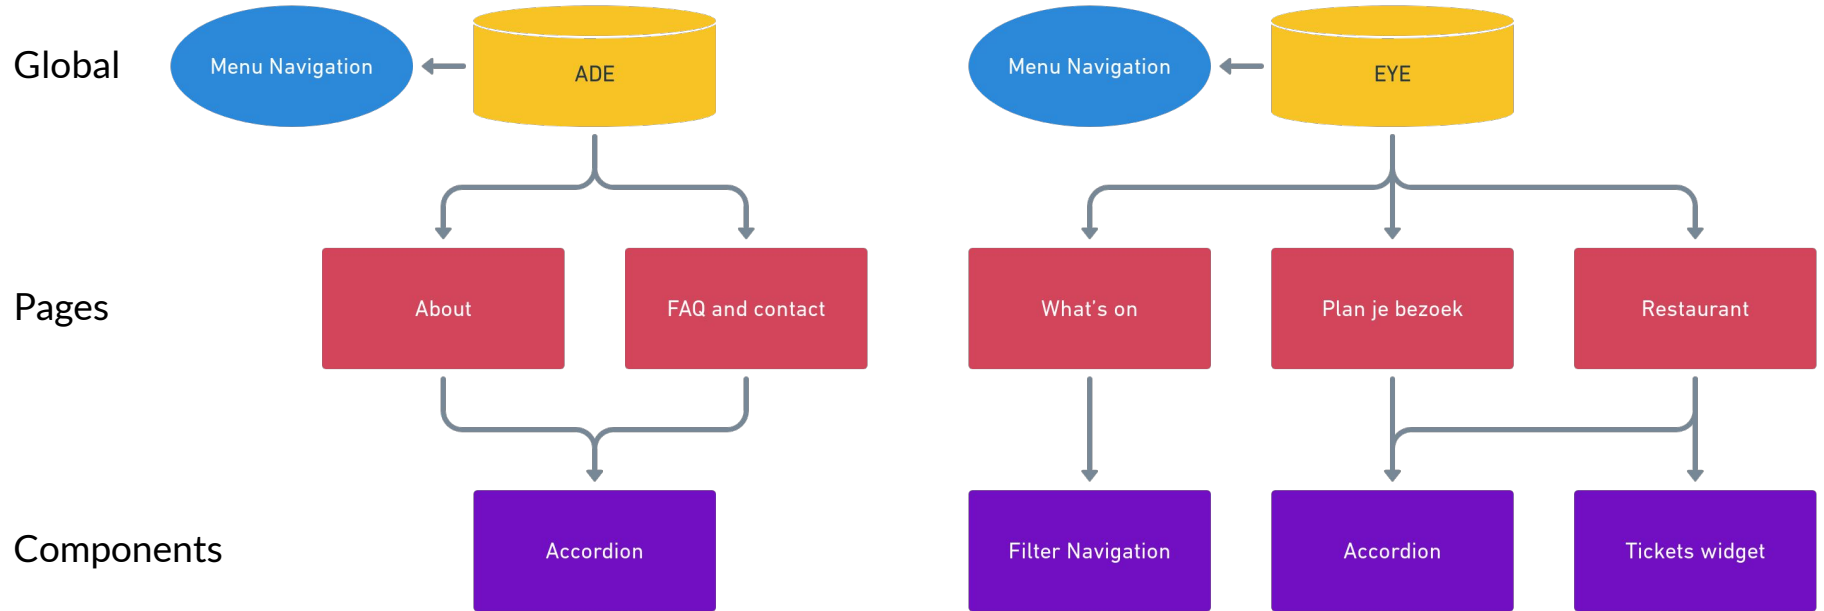 Global
Menu Navigation
ADE
Menu Navigation
EYE
Pages
About
FAQ and contact
What's on
Plan je bezoek
Restaurant
Components
Accordion
Filter Navigation
Accordion
Tickets widget